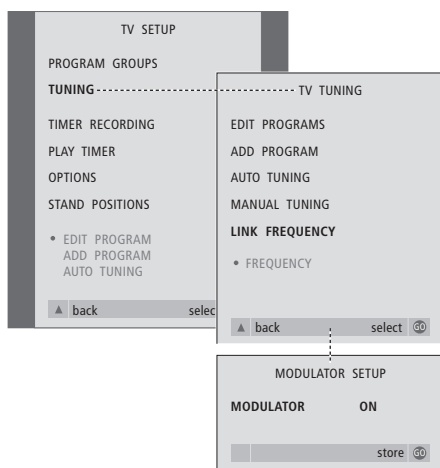 TV SETUP
PROGRAM GROUPS
TUNING
TIMER RECORDING
PLAY TIMER
OPTIONS
STAND POSITIONS
• EDIT PROGRAM
ADD PROGRAM
AUTO TUNING
▲ back selec
TV TUNING
EDIT PROGRAMS
ADD PROGRAM
AUTO TUNING
MANUAL TUNING
LINK FREQUENCY
• FREQUENCY
▲ back select GO
MODULATOR SETUP
MODULATOR ON
store GO